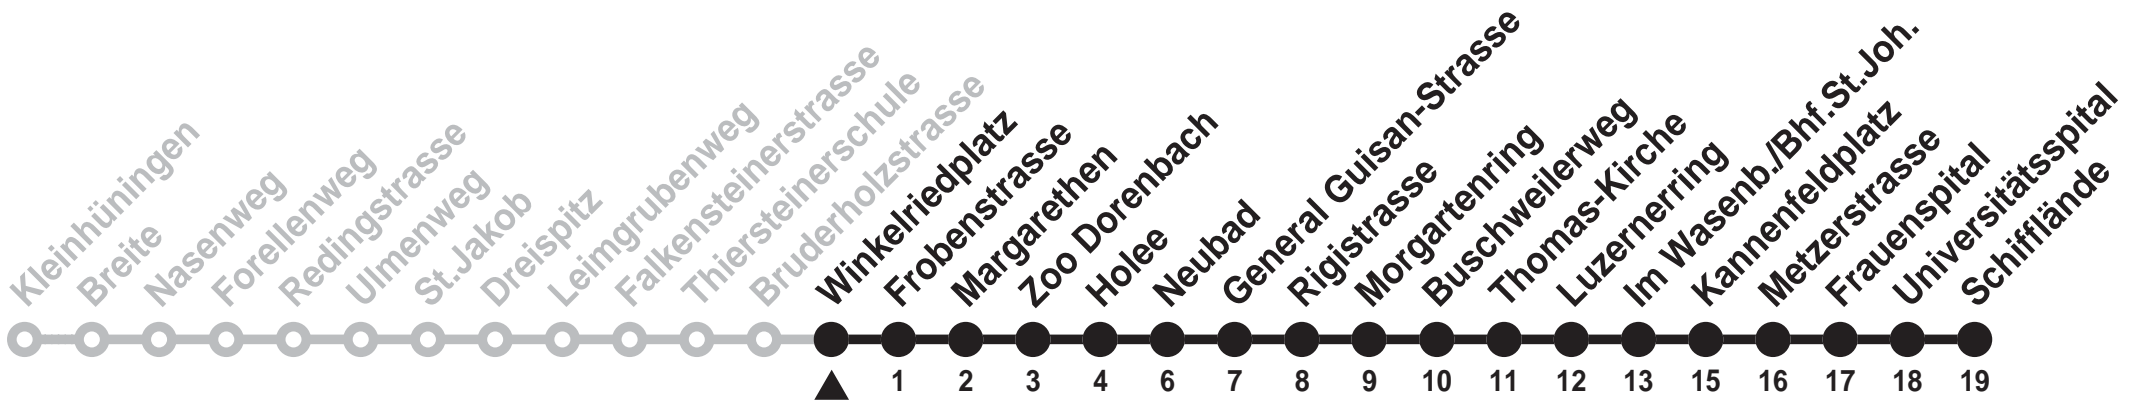 Kleinhüningen
Breite
Nasenweg
Forellenweg
Redingstrasse
Ulmenweg
St.Jakob
Dreispitz
Leimgrubenweg
Falkensteinerstrasse
Thiersteinerschule
Bruderholzstrasse
Winkelriedplatz
Frobenstrasse
Margarethen
Zoo Dorenbach
Holee
Neubad
General Guisan-Strasse
Rigistrasse
Morgartenring
Buschweilerweg
Thomas-Kirche
Luzernerring
Im Wasenb./Bhf.St.Joh.
Kannenfeldplatz
Metzerstrasse
Frauenspital
Universitätsspital
Schifflände
1 2 3 4 6 7 8 9 10 11 12 13 15 16 17 18 19